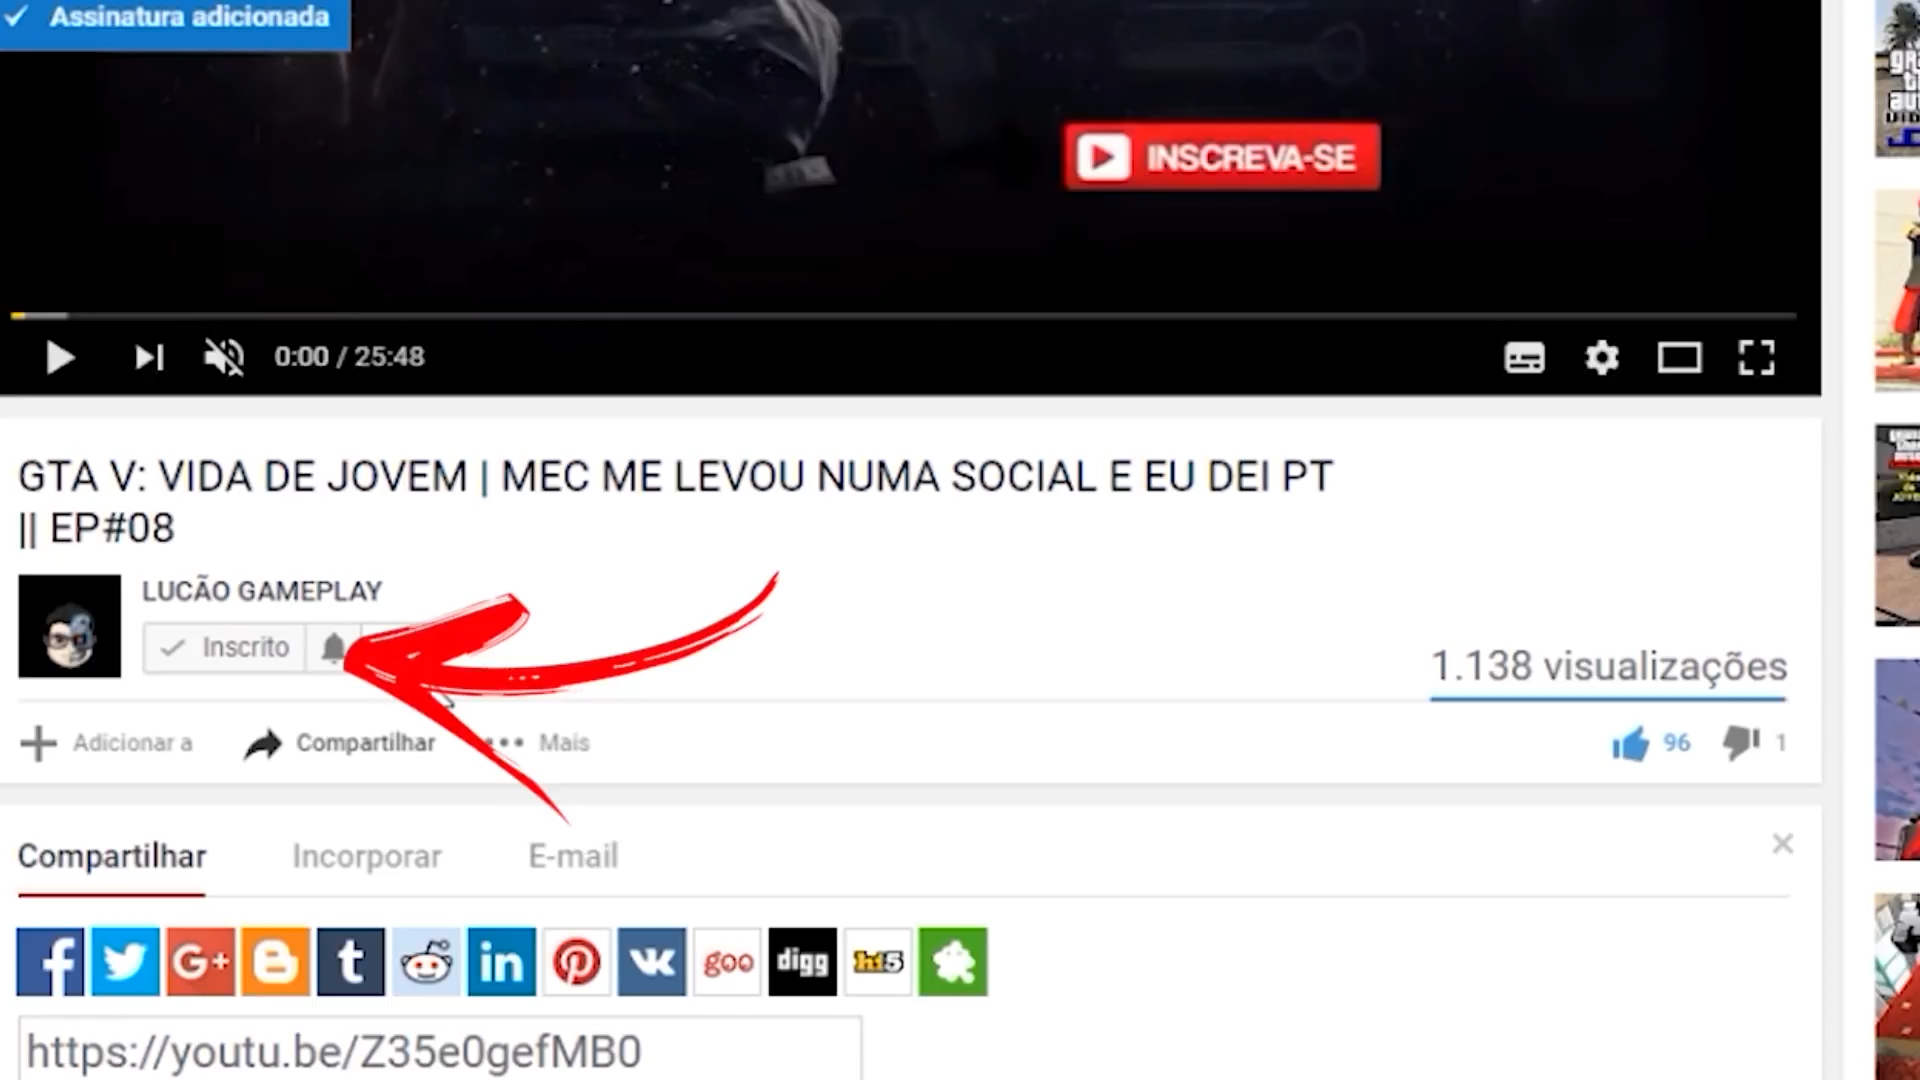 Assinatura adicionada
INSCREVA-SE
0:00 / 25:48
GTA V: VIDA DE JOVEM | MEC ME LEVOU NUMA SOCIAL E EU DEI PT
|| EP#08
LUCÃO GAMEPLAY
Inscrito
1.138 visualizações
Adicionar a
Compartilhar
Mais
96
1
Compartilhar
Incorporar
E-mail
f
G+
B
t
in
goo
digg
hi5
https://youtu.be/Z35e0gefMB0